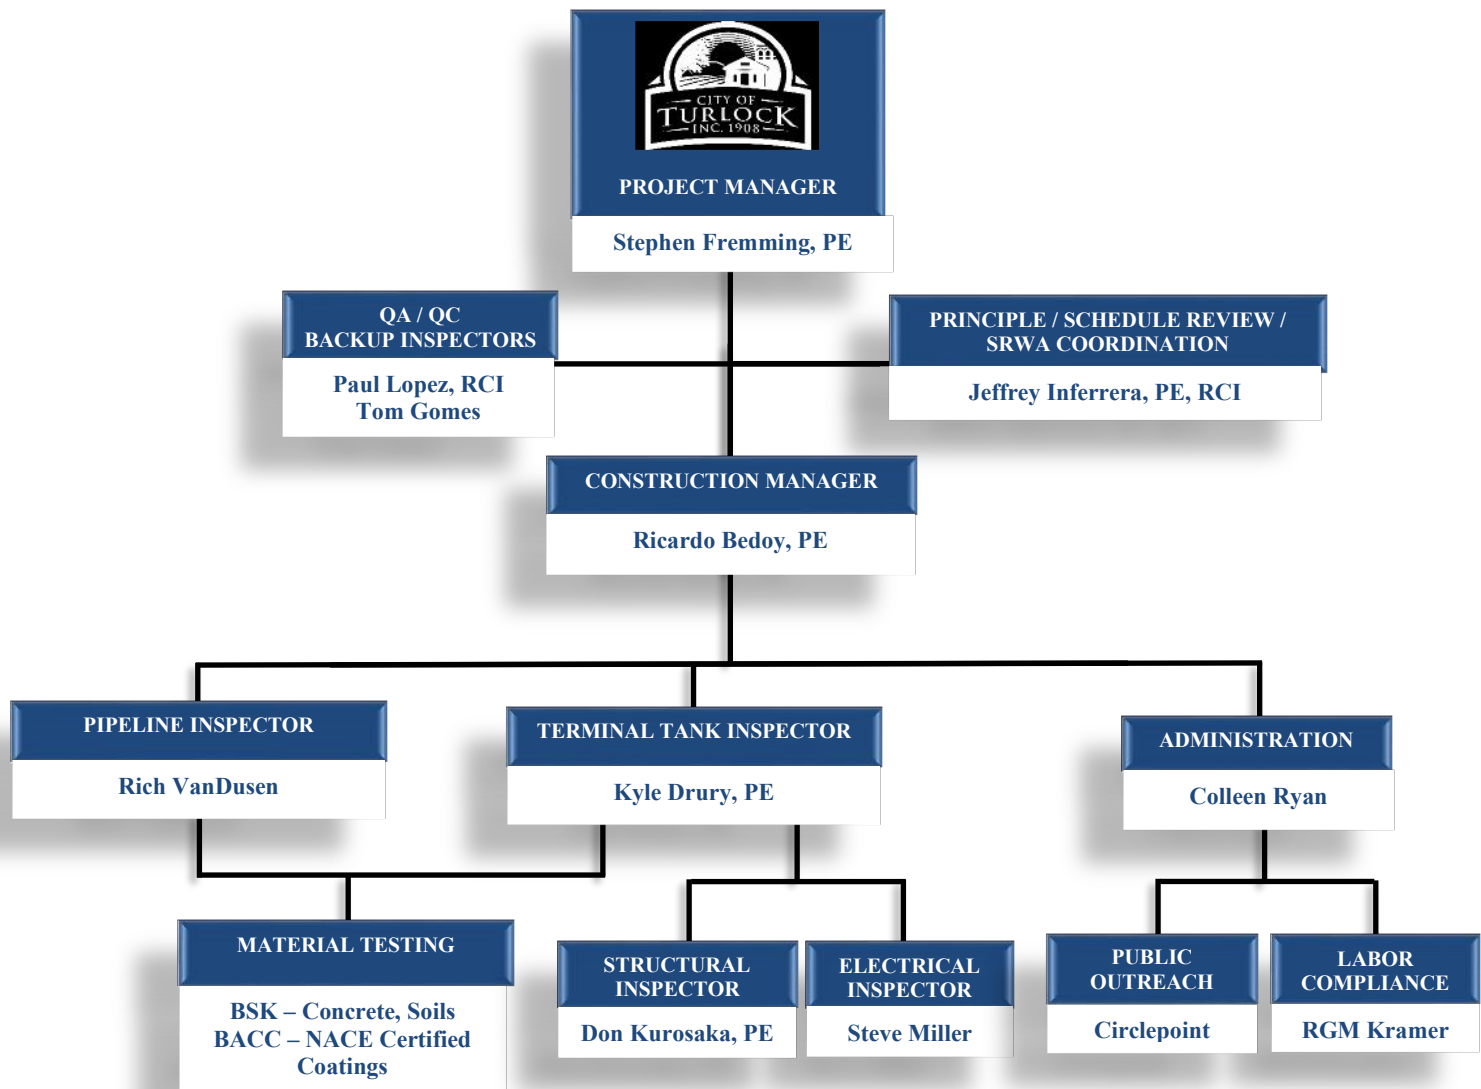 CITY OF
TURLOCK
INC. 1908
PROJECT MANAGER
Stephen Fremming, PE
QA / QC
BACKUP INSPECTORS
Paul Lopez, RCI
Tom Gomes
PRINCIPLE / SCHEDULE REVIEW /
SRWA COORDINATION
Jeffrey Inferrera, PE, RCI
CONSTRUCTION MANAGER
Ricardo Bedoy, PE
PIPELINE INSPECTOR
Rich VanDusen
TERMINAL TANK INSPECTOR
Kyle Drury, PE
ADMINISTRATION
Colleen Ryan
MATERIAL TESTING
BSK – Concrete, Soils
BACC – NACE Certified
Coatings
STRUCTURAL
INSPECTOR
Don Kurosaka, PE
ELECTRICAL
INSPECTOR
Steve Miller
PUBLIC
OUTREACH
Circlepoint
LABOR
COMPLIANCE
RGM Kramer